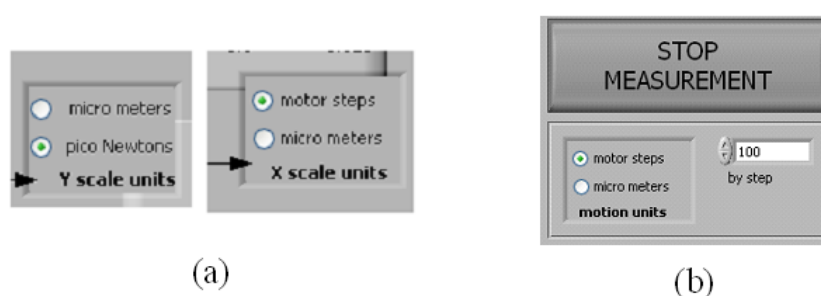 micro meters
pico Newtons
Y scale units
motor steps
micro meters
X scale units
(a)
STOP
MEASUREMENT
motor steps
micro meters
motion units
100
by step
(b)